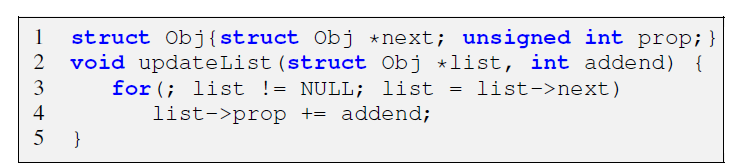 1 struct Obj{struct Obj *next; unsigned int prop;}
2 void updateList(struct Obj *list, int addend) {
3 for(; list != NULL; list = list->next)
4 list->prop += addend;
5 }